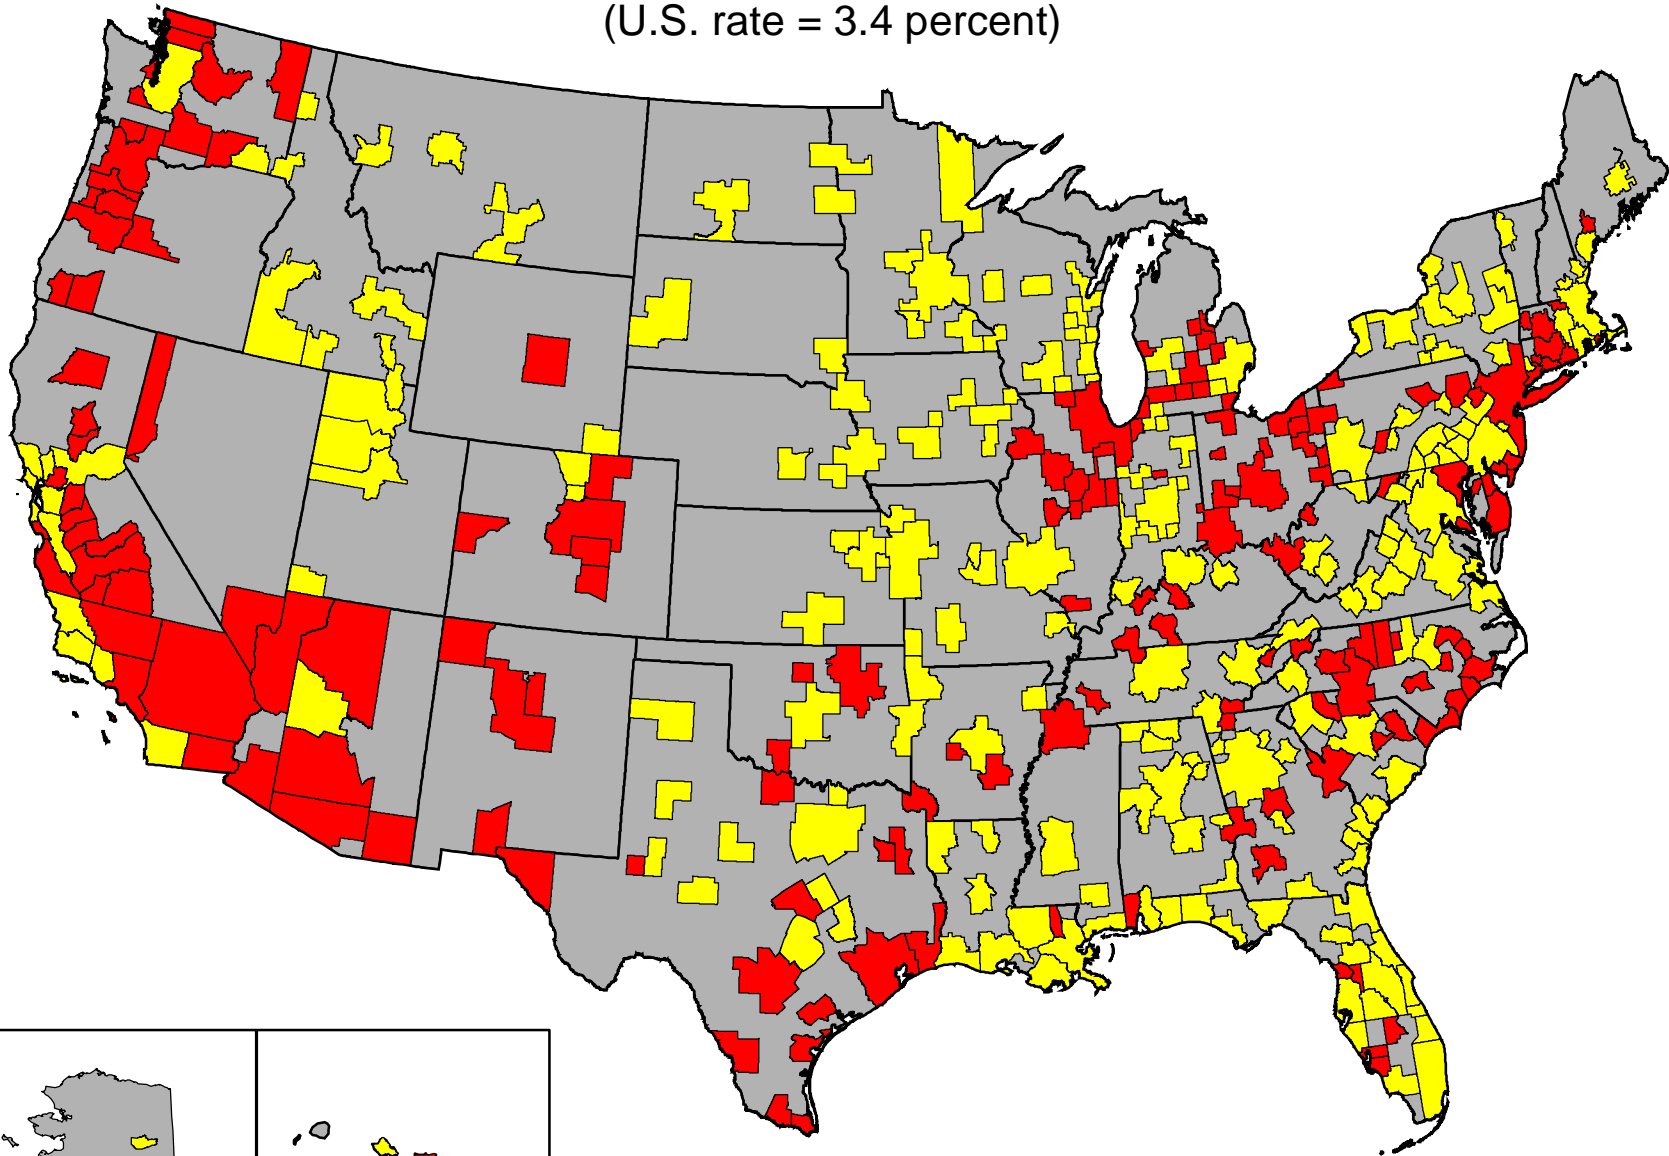 (U.S. rate = 3.4 percent)